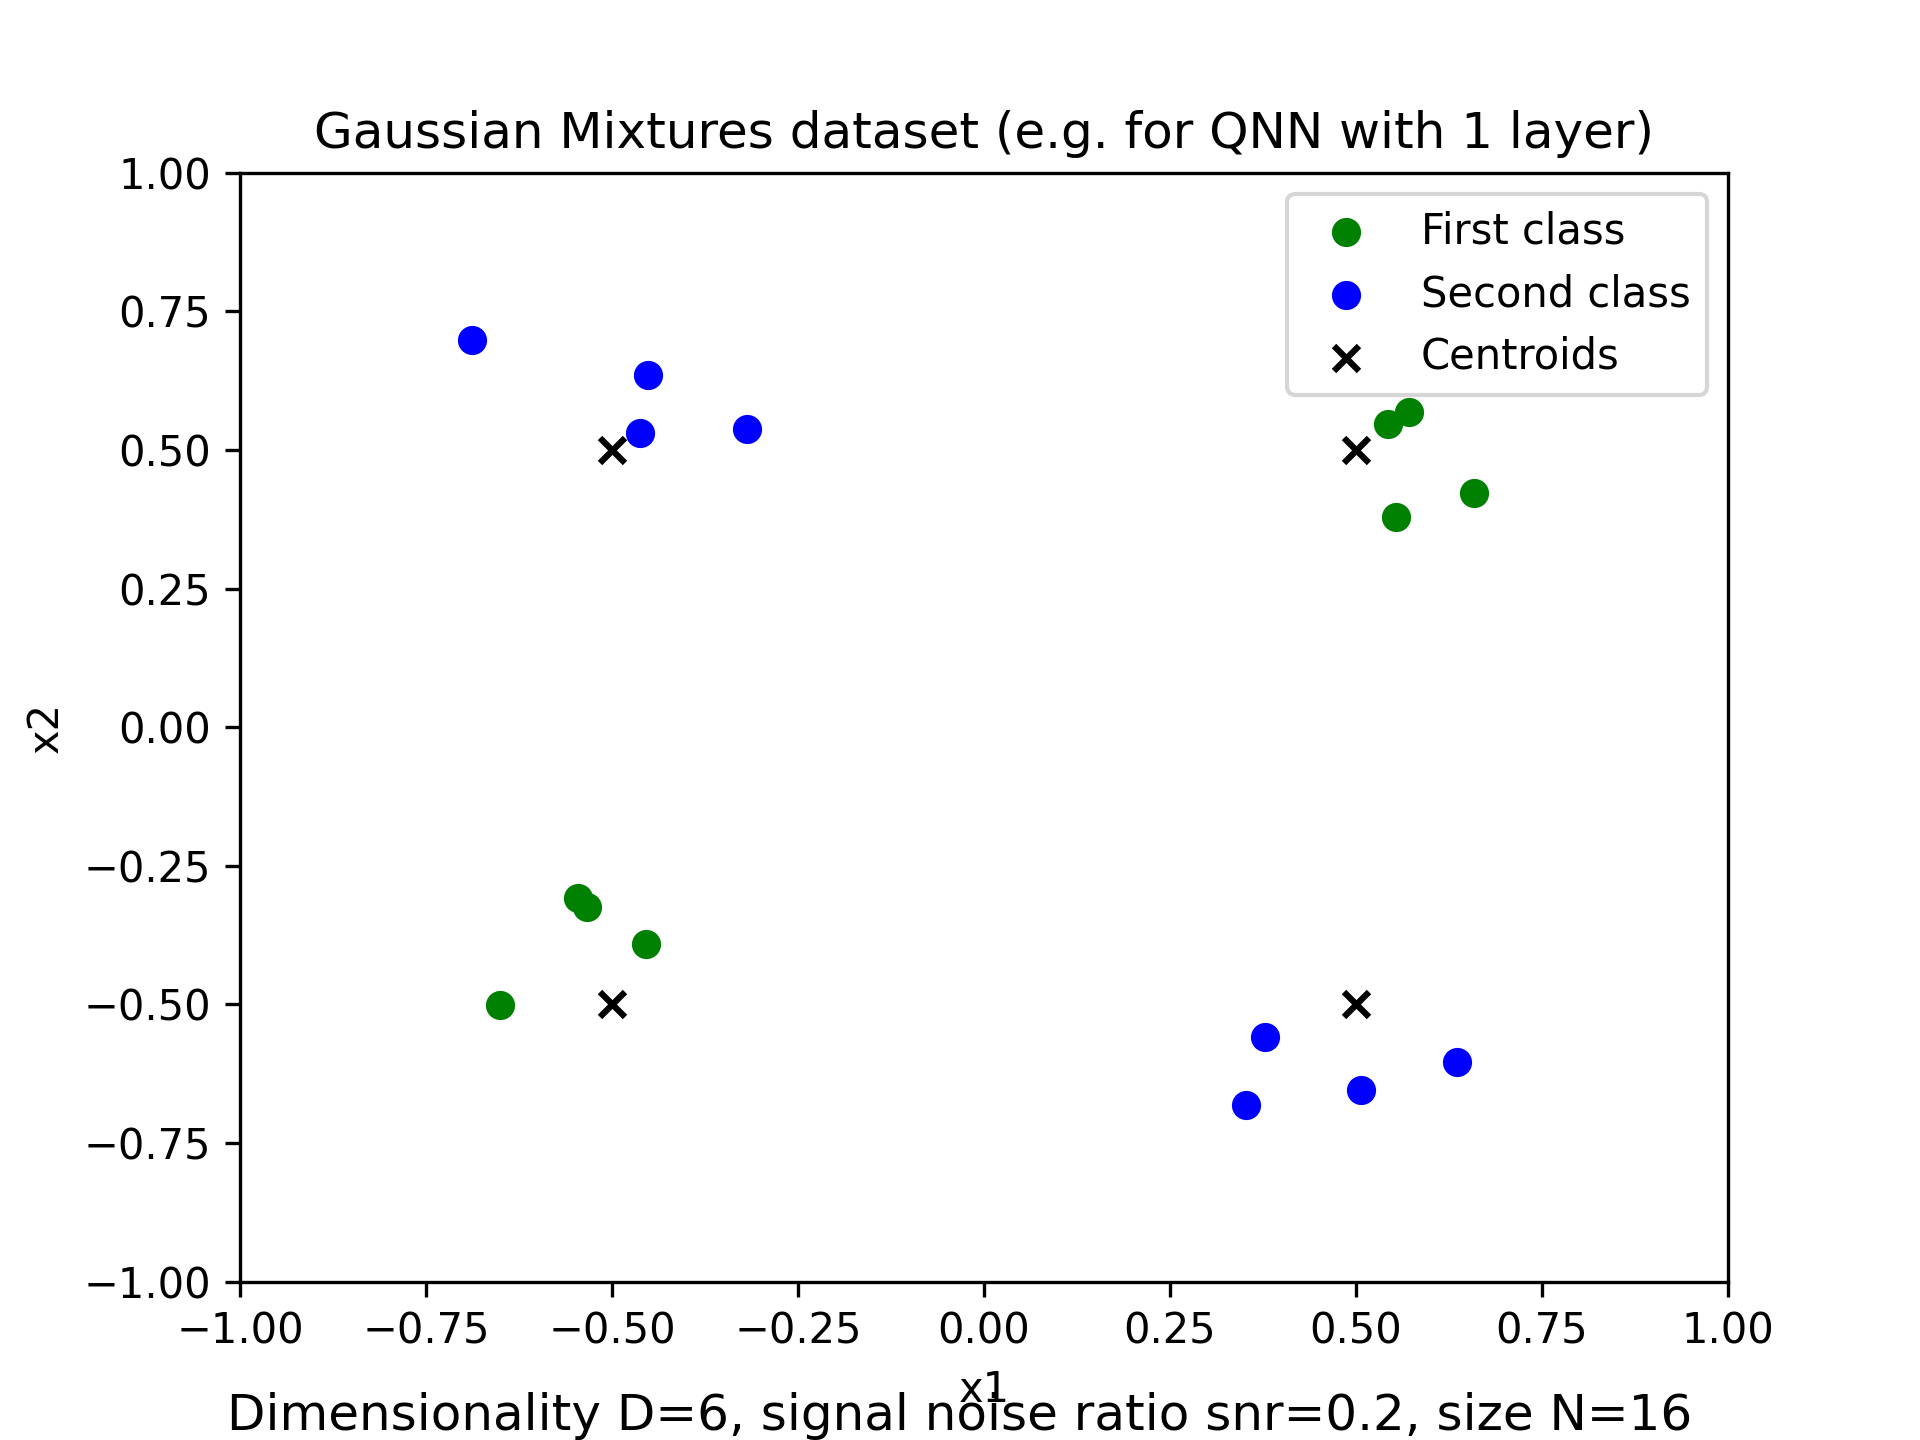 Gaussian Mixtures dataset (e.g. for QNN with 1 layer)
1.00
0.75
0.50
0.25
0.00
−0.25
−0.50
−0.75
−1.00
x2
First class
Second class
Centroids
−1.00 −0.75 −0.50 −0.25 0.00 0.25 0.50 0.75 1.00
x1
Dimensionality D=6, signal noise ratio snr=0.2, size N=16